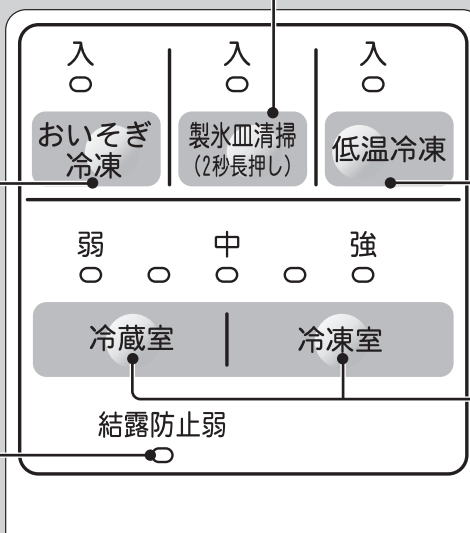 入 入 入
おいそぎ
冷凍
製氷皿清掃
(2秒長押し)
低温冷凍
弱 中 強
冷蔵室 冷凍室
結露防止弱